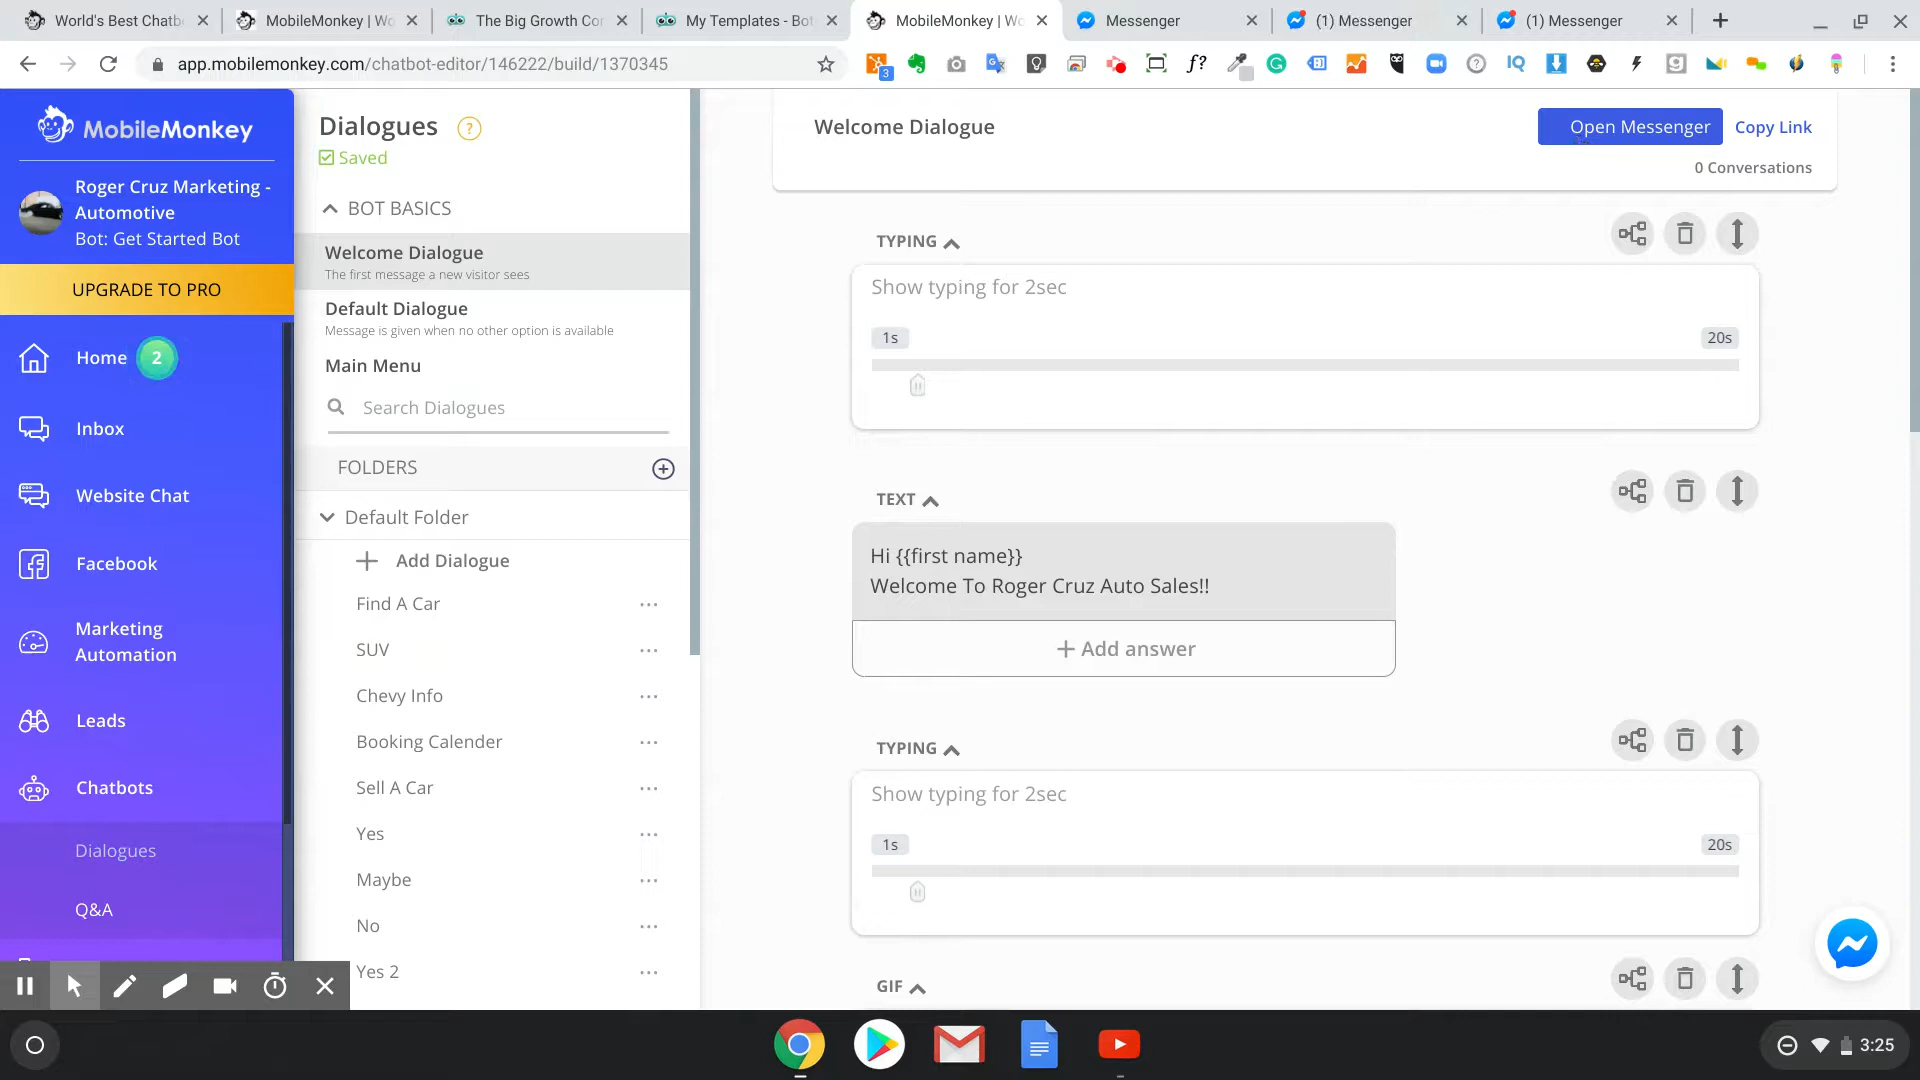 World's Best Chatb
MobileMonkey | Wo
The Big Growth Co
My Templates - Bot
MobileMonkey | Wo
Messenger
(1) Messenger
(1) Messenger
app.mobilemonkey.com/chatbot-editor/146222/build/1370345
3
f?
IQ
MobileMonkey
Roger Cruz Marketing -
Automotive
Bot: Get Started Bot
UPGRADE TO PRO
Home 2
Inbox
Website Chat
Facebook
Marketing
Automation
Leads
Chatbots
Dialogues
Q&A
Dialogues ?
Saved
BOT BASICS
Welcome Dialogue
The first message a new visitor sees
Default Dialogue
Message is given when no other option is available
Main Menu
Search Dialogues
FOLDERS
Default Folder
Add Dialogue
Find A Car
SUV
Chevy Info
Booking Calender
Sell A Car
Yes
Maybe
No
Yes 2
Welcome Dialogue
Open Messenger
Copy Link
0 Conversations
TYPING
Show typing for 2sec
1s
20s
TEXT
Hi {{first name}}
Welcome To Roger Cruz Auto Sales!!
+ Add answer
TYPING
Show typing for 2sec
1s
20s
GIF
3:25